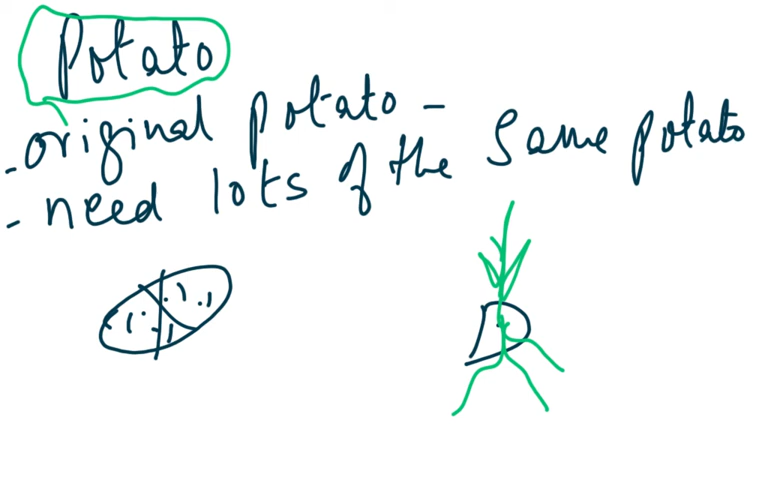 Potato
- original potato -
- need lots of the same potato